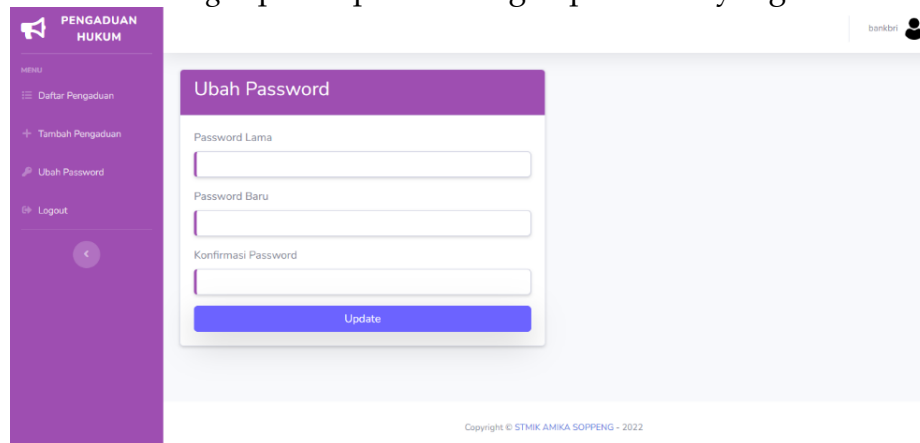 PENGADUAN
HUKUM
bankbri
MENU
Daftar Pengaduan
Tambah Pengaduan
Ubah Password
Logout
Ubah Password
Password Lama
Password Baru
Konfirmasi Password
Update
Copyright © STMIK AMIKA SOPPENG - 2022